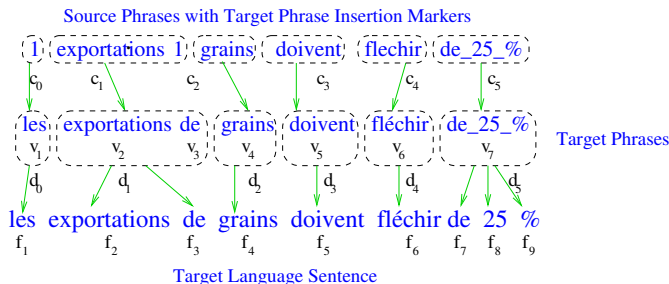 Source Phrases with Target Phrase Insertion Markers
1 exportations 1 grains doivent flechir de_25_%
c0 c1 c2 c3 c4 c5
les exportations de grains doivent fléchir de_25_% Target Phrases
v1 v2 v3 v4 v5 v6 v7
d0 d1 d2 d3 d4 d5
les exportations de grains doivent fléchir de 25 %
f1 f2 f3 f4 f5 f6 f7 f8 f9
Target Language Sentence